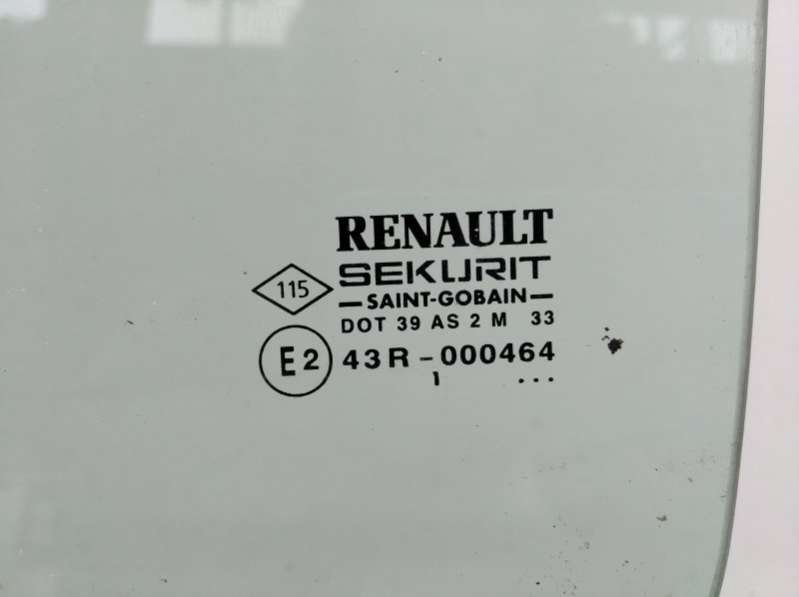 RENAULT
SEKURIT
115
SAINT-GOBAIN
DOT 39 AS 2 M 33
E2 43R-000464
1 ...